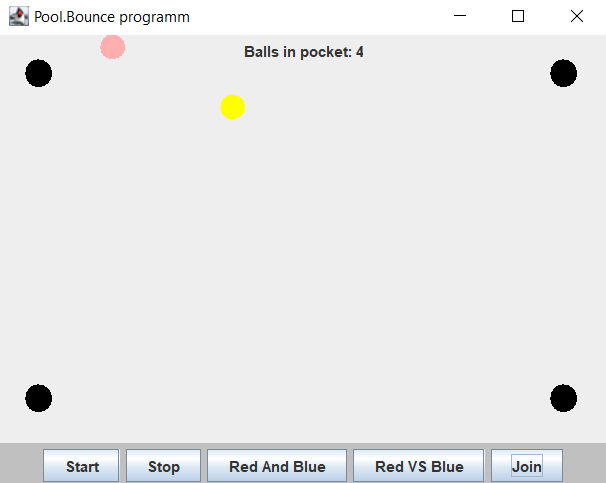 Pool.Bounce programm
Balls in pocket: 4
Start Stop Red And Blue Red VS Blue Join